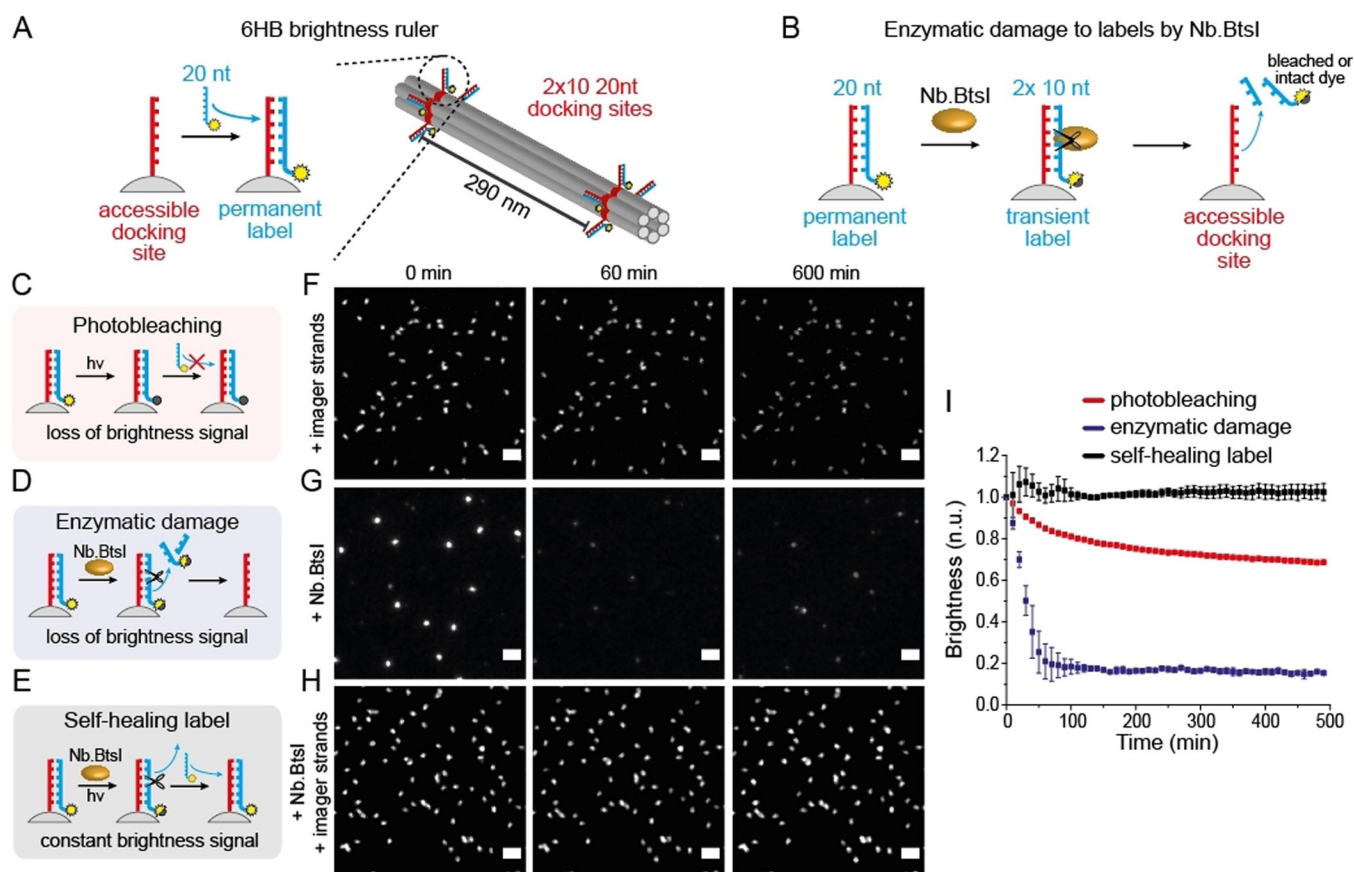 A
6HB brightness ruler
20 nt
accessible
docking
site
permanent
label
2x10 20nt
docking sites
290 nm
B
Enzymatic damage to labels by Nb.BtsI
20 nt
Nb.BtsI
2x 10 nt
bleached or
intact dye
permanent
label
transient
label
accessible
docking
site
C
Photobleaching
hν
loss of brightness signal
D
Enzymatic damage
Nb.BtsI
loss of brightness signal
E
Self-healing label
Nb.BtsI
hν
constant brightness signal
0 min
60 min
600 min
F
+ imager strands
G
+ Nb.BtsI
H
+ Nb.BtsI
+ imager strands
I
photobleaching
enzymatic damage
self-healing label
Brightness (n.u.)
1.2
1.0
0.8
0.6
0.4
0.2
0.0
0
100
200
300
400
500
Time (min)